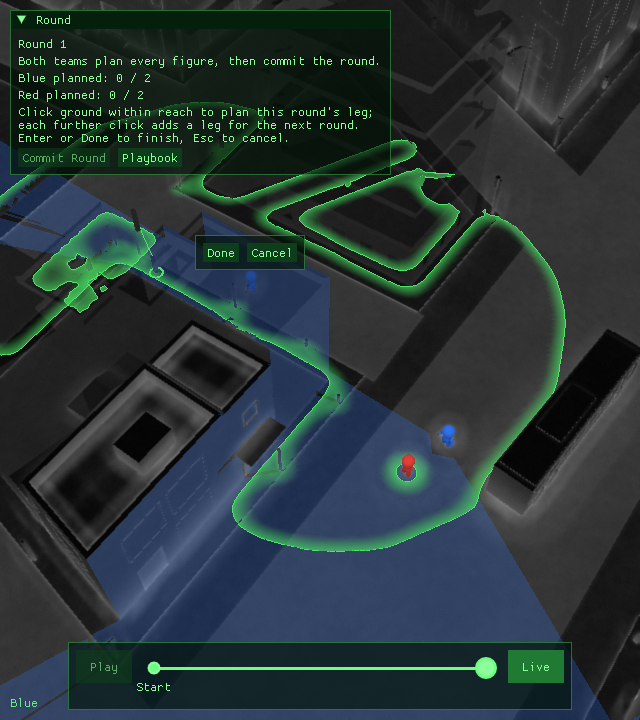 Round
Round 1
Both teams plan every figure, then commit the round.
Blue planned: 0 / 2
Red planned: 0 / 2
Click ground within reach to plan this round's leg;
each further click adds a leg for the next round.
Enter or Done to finish, Esc to cancel.
Commit Round Playbook
Done Cancel
Play Live
Start
Blue